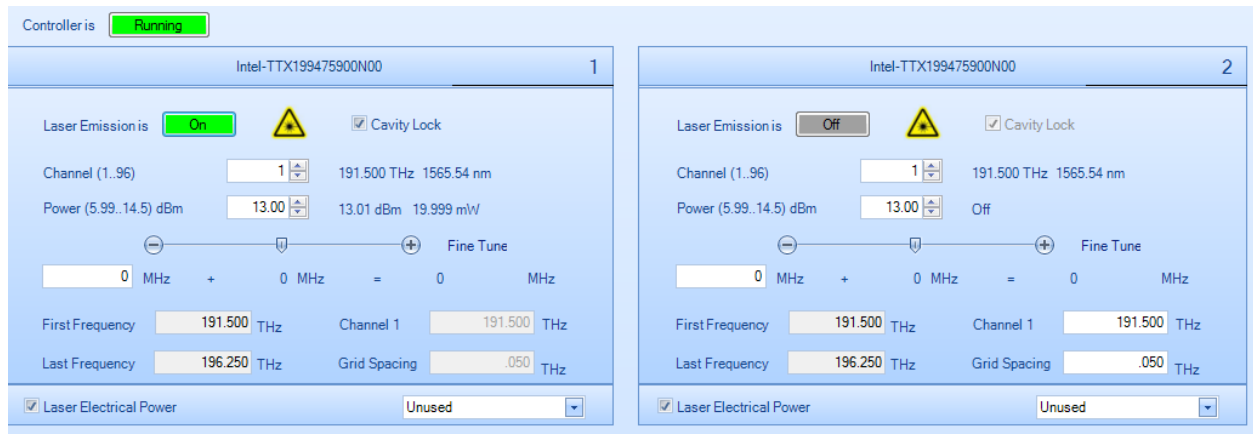 Controller is Running
Intel-TTX199475900N00 1
Laser Emission is On Cavity Lock
Channel (1..96) 1 191.500 THz 1565.54 nm
Power (5.99..14.5) dBm 13.00 13.01 dBm 19.999 mW
Fine Tune
0 MHz + 0 MHz = 0 MHz
First Frequency 191.500 THz Channel 1 191.500 THz
Last Frequency 196.250 THz Grid Spacing .050 THz
Laser Electrical Power Unused
Intel-TTX199475900N00 2
Laser Emission is Off Cavity Lock
Channel (1..96) 1 191.500 THz 1565.54 nm
Power (5.99..14.5) dBm 13.00 Off
Fine Tune
0 MHz + 0 MHz = 0 MHz
First Frequency 191.500 THz Channel 1 191.500 THz
Last Frequency 196.250 THz Grid Spacing .050 THz
Laser Electrical Power Unused